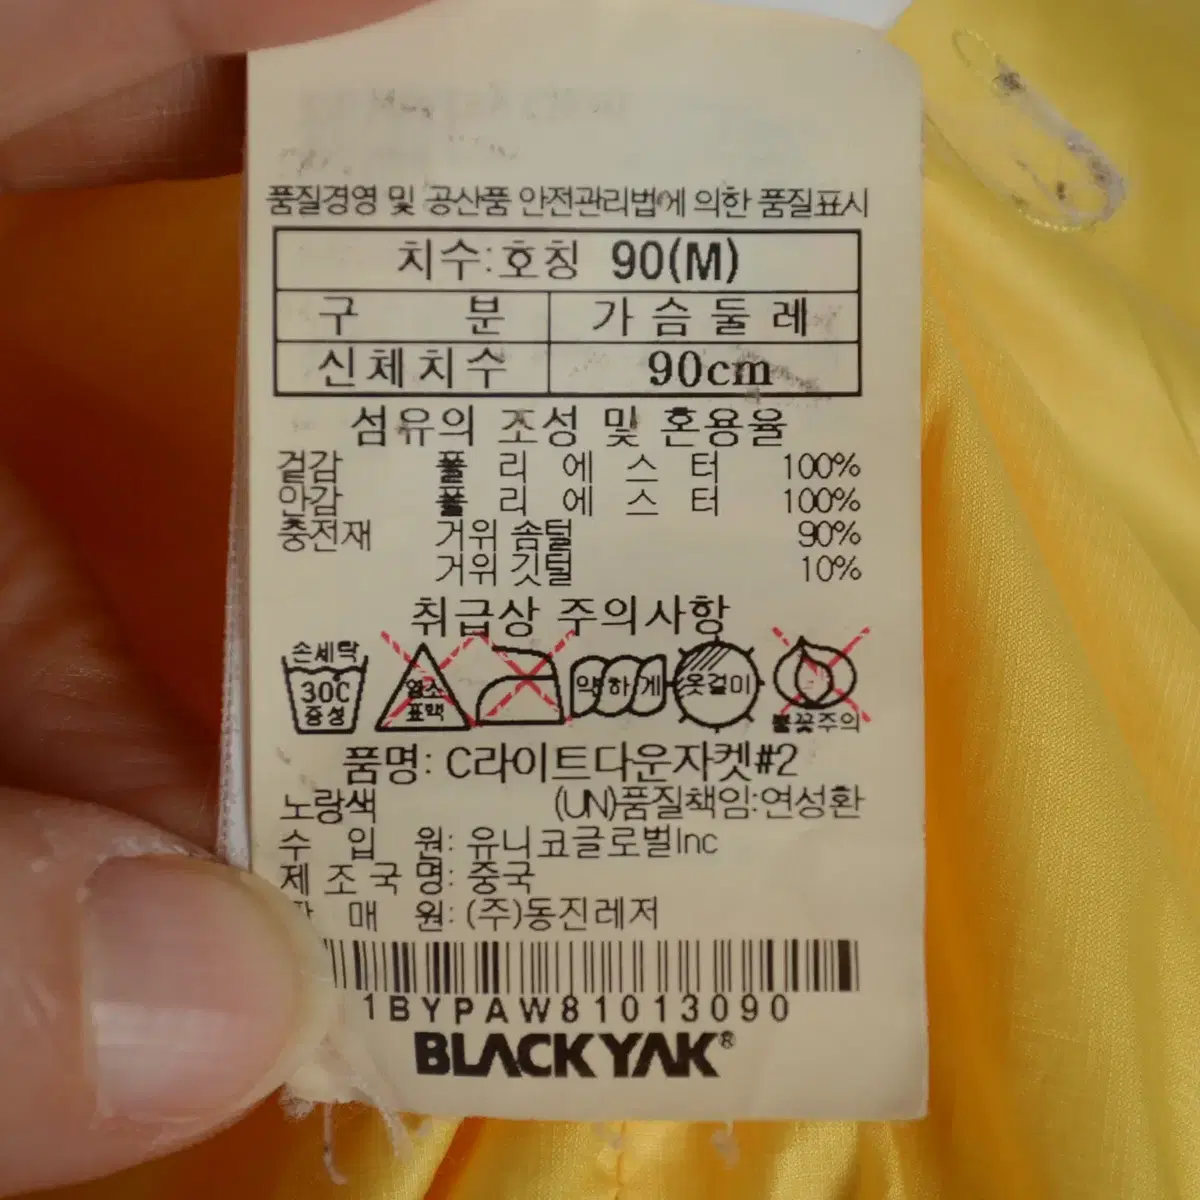 품질경영 및 공산품 안전관리법에 의한 품질표시
치수:호칭 90(M)
구 분 가슴둘레
신체치수 90cm
섬유의 조성 및 혼용율
겉감 폴리에스터 100%
안감 폴리에스터 100%
충전재 거위 솜털 90%
거위 깃털 10%
취급상 주의사항
손세탁 30C 중성 염소표백 약하게 옷걸이 불꽃주의
품명: C라이트다운자켓#2
노랑색 (UN)품질책임:연성환
수 입 원: 유니코글로벌Inc
제조국명: 중국
매 원: (주)동진레저
1BYPAW81013090
BLACKYAK®